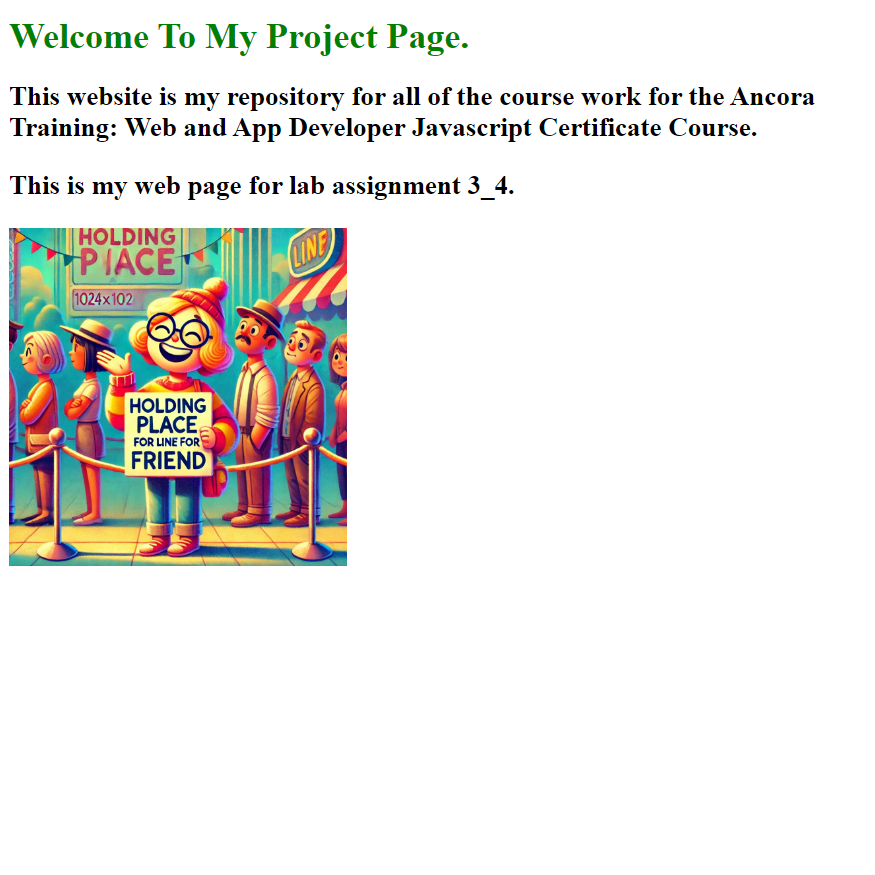 Welcome To My Project Page.
This website is my repository for all of the course work for the Ancora
Training: Web and App Developer Javascript Certificate Course.
This is my web page for lab assignment 3_4.
HOLDING
PIACE
LINE
1024x102
HOLDING
PLACE
FOR LINE FOR
FRIEND